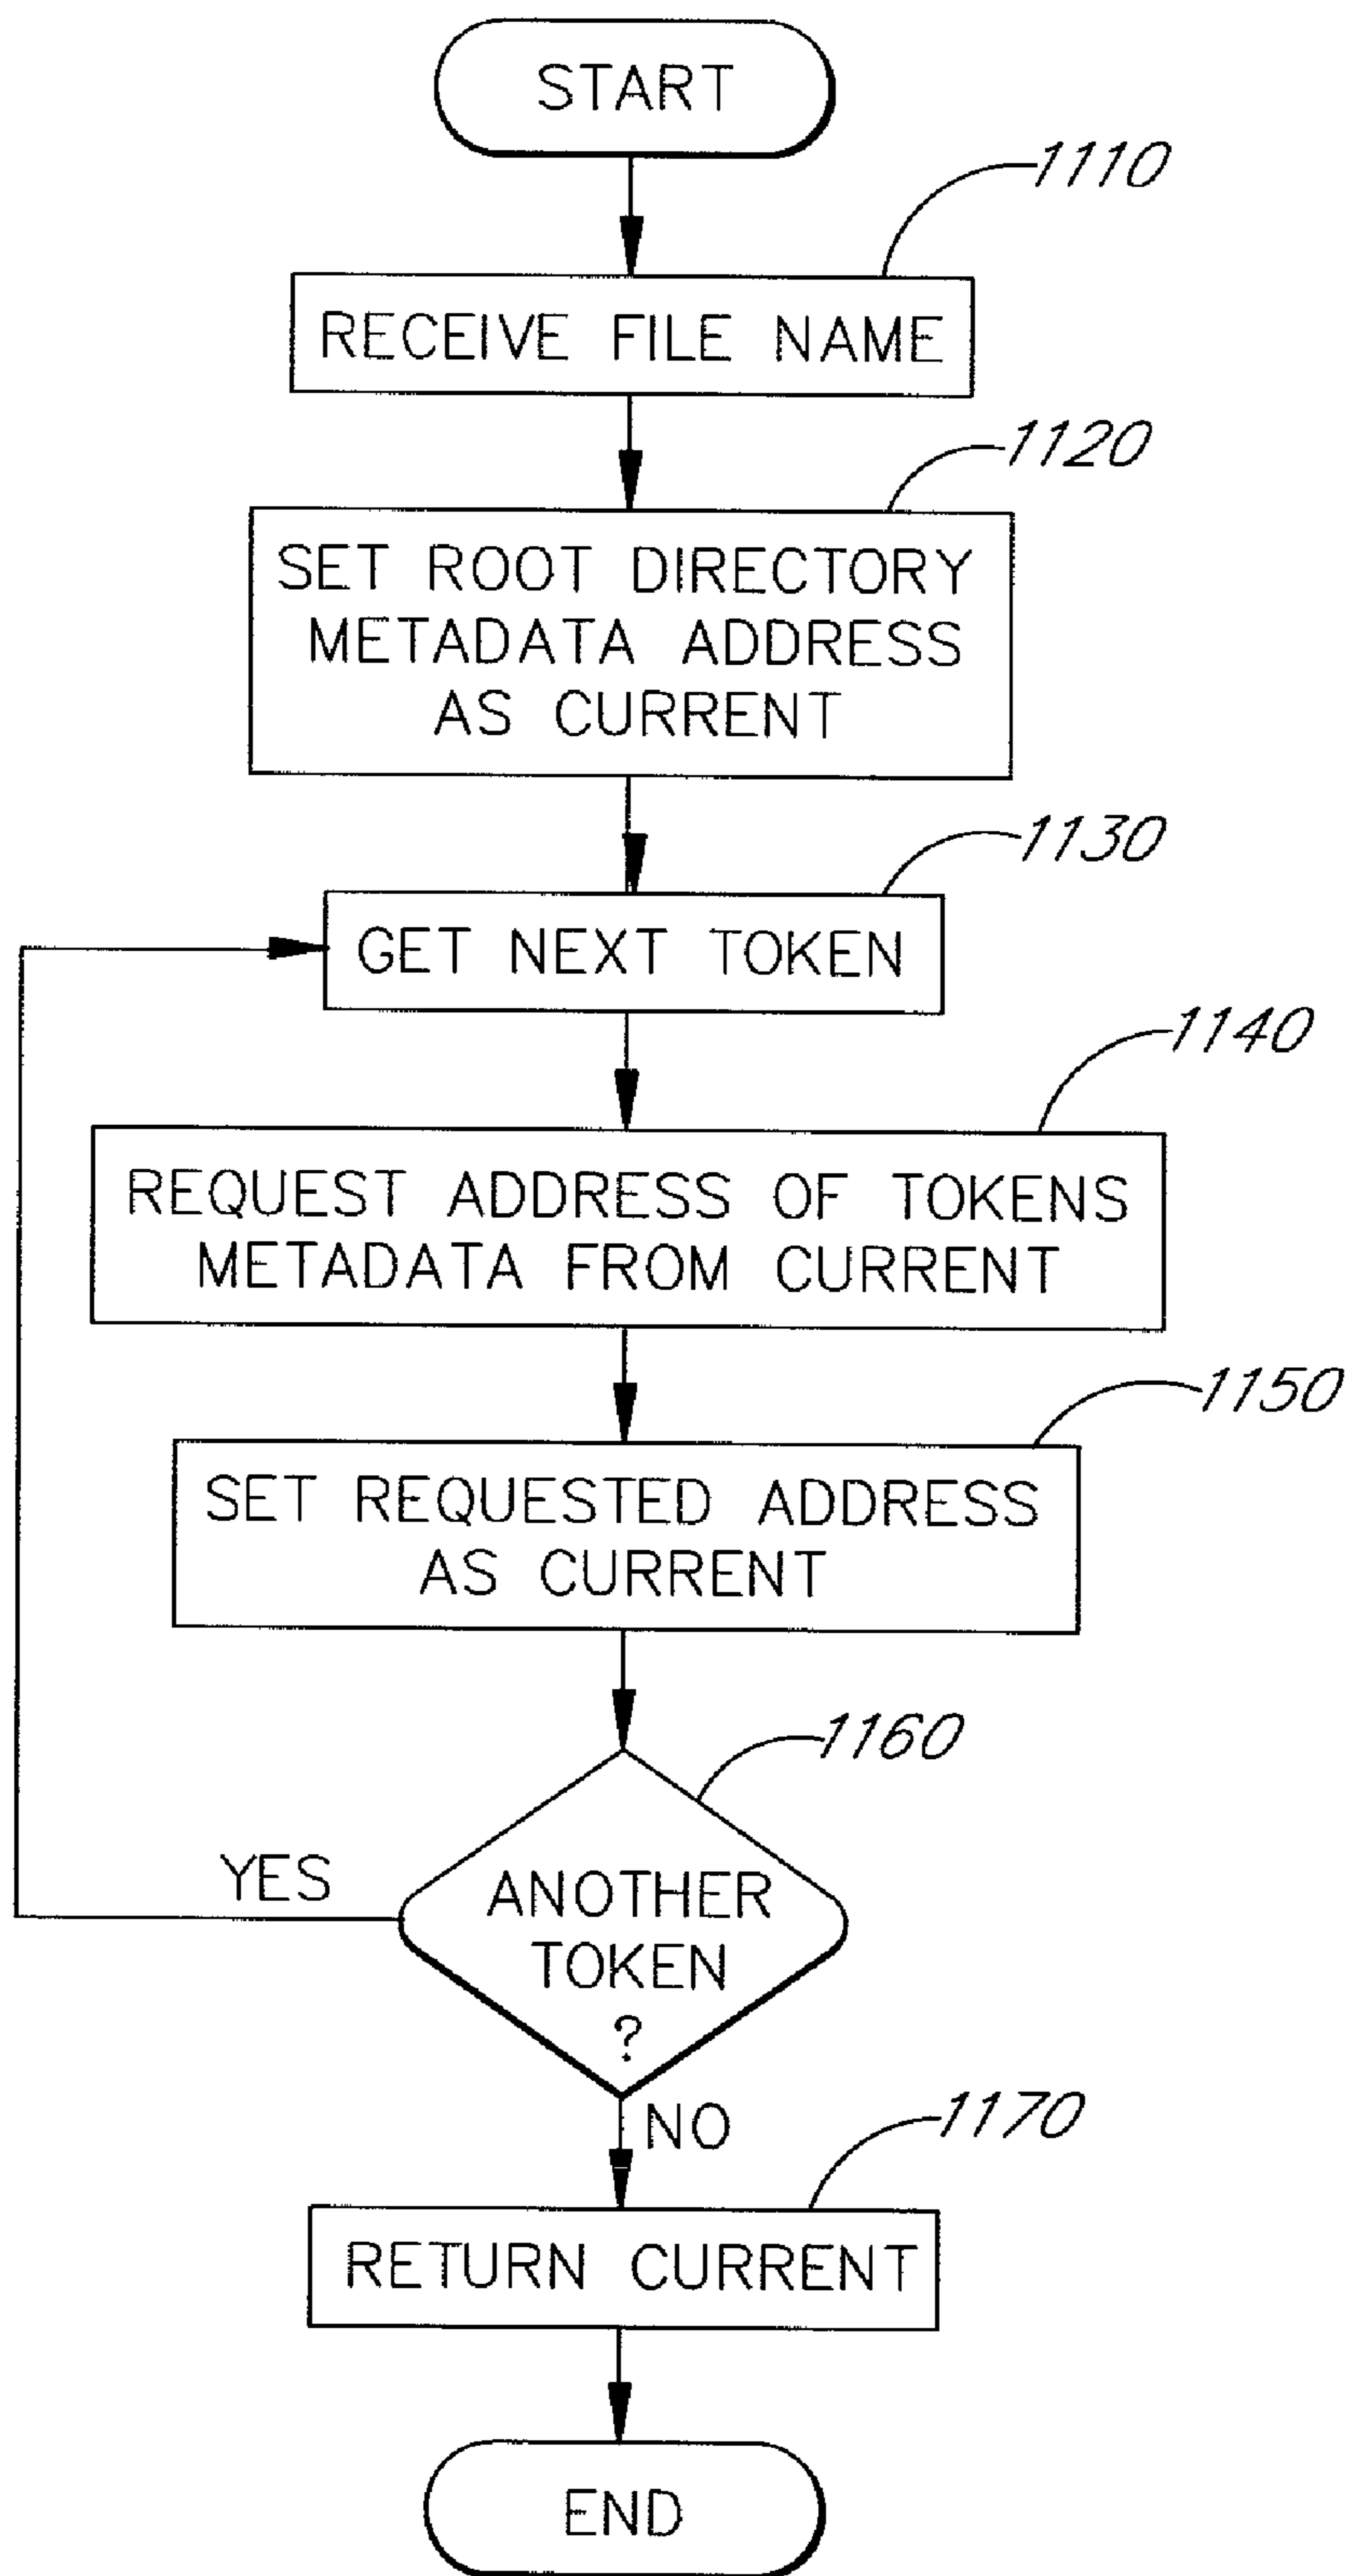 START
1110
RECEIVE FILE NAME
1120
SET ROOT DIRECTORY
METADATA ADDRESS
AS CURRENT
1130
GET NEXT TOKEN
1140
REQUEST ADDRESS OF TOKENS
METADATA FROM CURRENT
1150
SET REQUESTED ADDRESS
AS CURRENT
1160
YES
ANOTHER
TOKEN
?
NO
1170
RETURN CURRENT
END